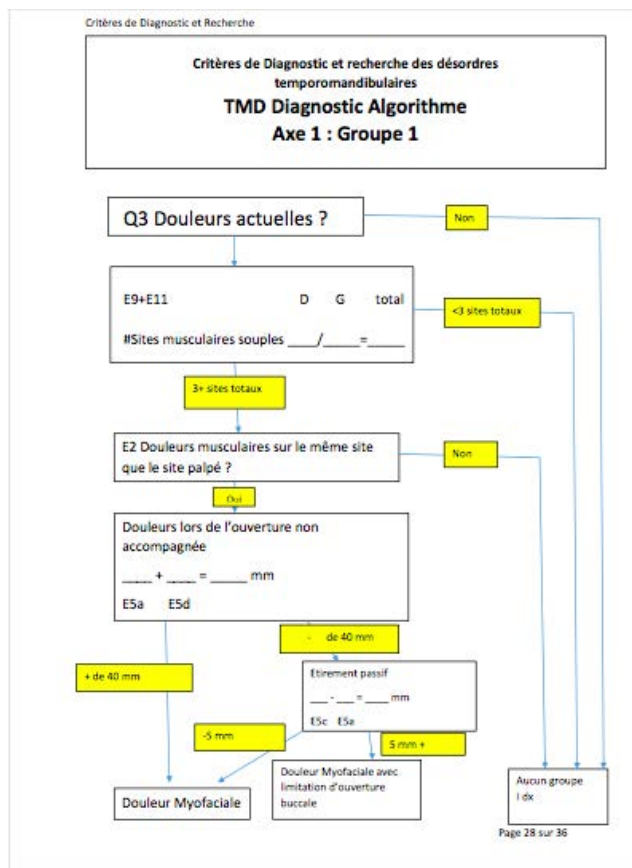 Critères de Diagnostic et Recherche
Critères de Diagnostic et recherche des désordres
temporomandibulaires
TMD Diagnostic Algorithme
Axe 1 : Groupe 1
Q3 Douleurs actuelles ?
Non
E9+E11 D G total
#Sites musculaires souples ____/_____=_____
<3 sites totaux
3+ sites totaux
E2 Douleurs musculaires sur le même site
que le site palpé ?
Non
Oui
Douleurs lors de l'ouverture non
accompagnée
____ + ____ = _____ mm
E5a E5d
- de 40 mm
+ de 40 mm
Etirement passif
___ - ___ = ____ mm
E5c E5a
-5 mm
5 mm +
Douleur Myofaciale
Douleur Myofaciale avec
limitation d'ouverture
buccale
Aucun groupe
I dx
Page 28 sur 36